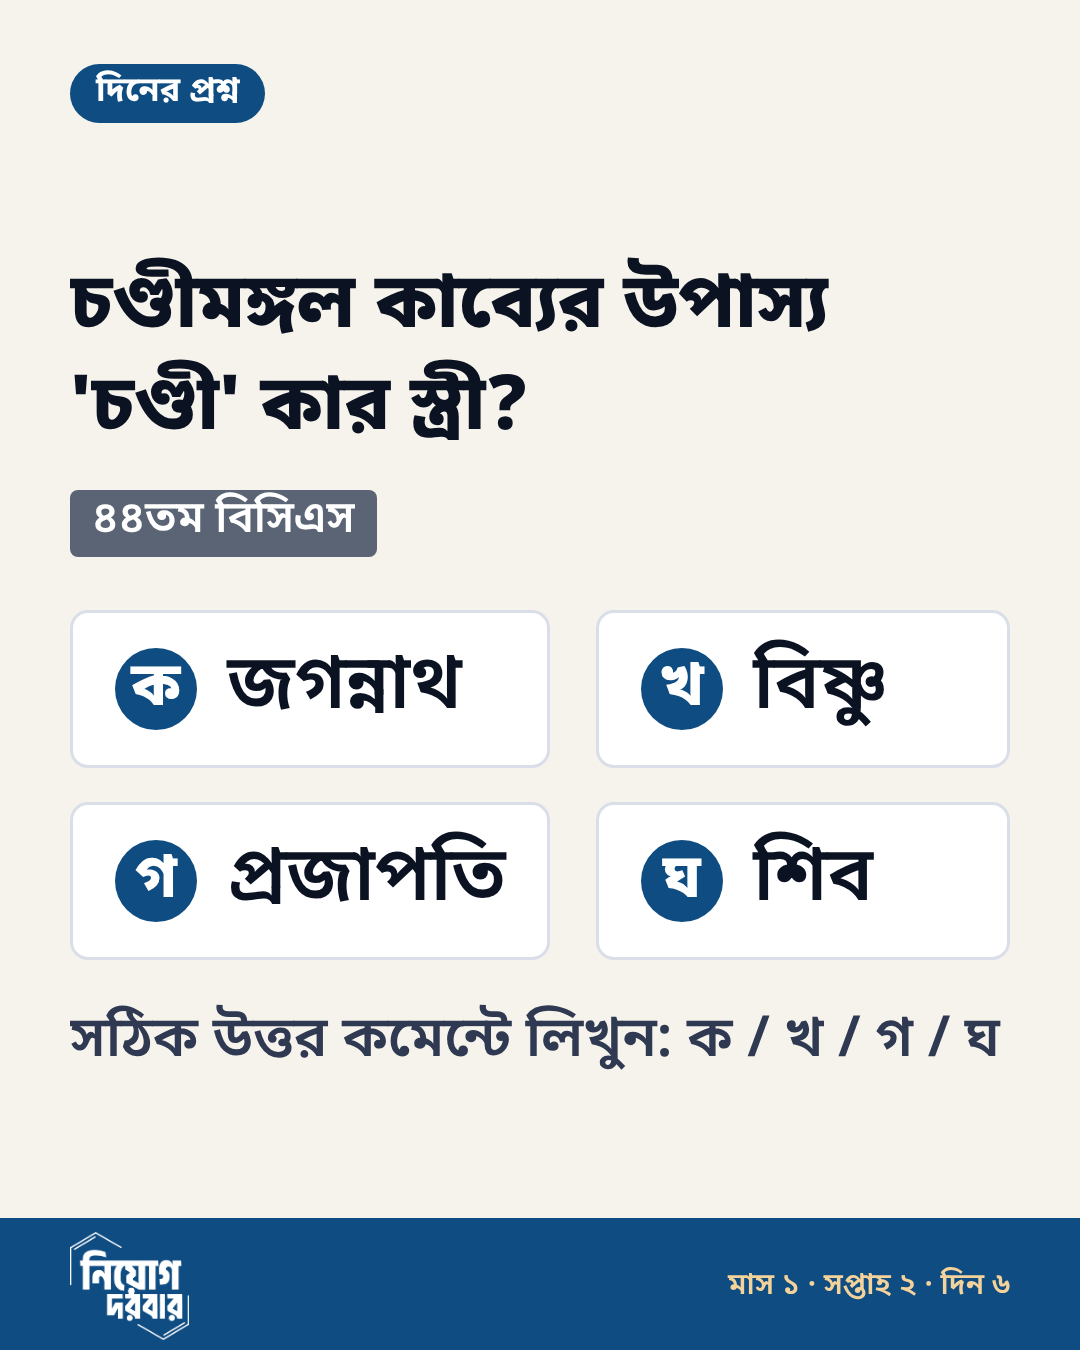 দিনের প্রশ্ন
চণ্ডীমঙ্গল কাব্যের উপাস্য
'চণ্ডী' কার স্ত্রী?
৪৪তম বিসিএস
ক জগন্নাথ
খ বিষ্ণু
গ প্রজাপতি
ঘ শিব
সঠিক উত্তর কমেন্টে লিখুন: ক / খ / গ / ঘ
নিয়োগ
দরবার
মাস ১ · সপ্তাহ ২ · দিন ৬